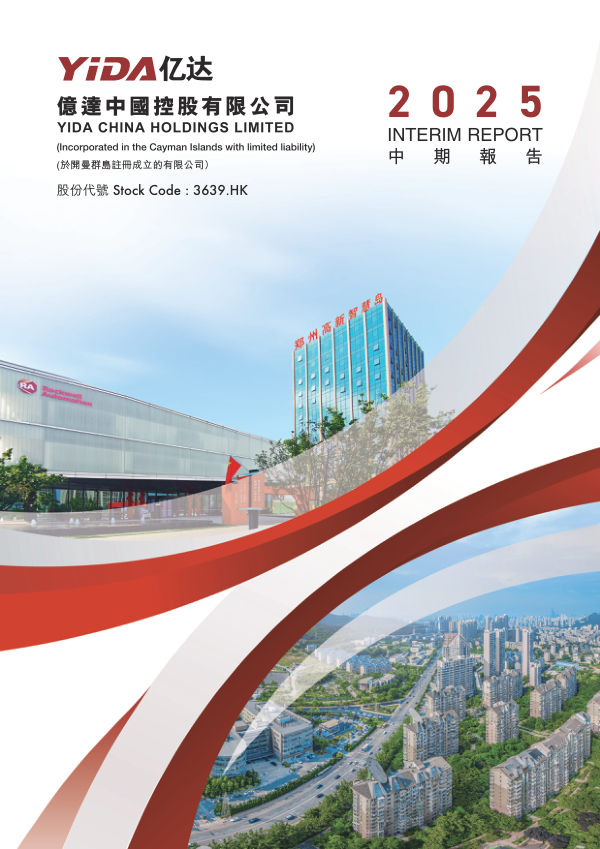 YiDA亿达
億達中國控股有限公司
YIDA CHINA HOLDINGS LIMITED
(Incorporated in the Cayman Islands with limited liability)
(於開曼群島註冊成立的有限公司)
股份代號 Stock Code : 3639.HK
2025
INTERIM REPORT
中期報告
郑州高新智慧岛
RA
Rockwell
Automation